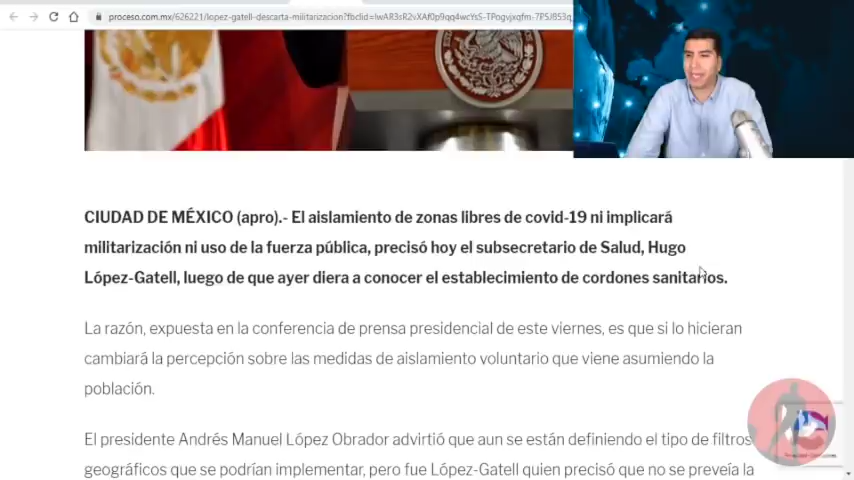 proceso.com.mx/626221/lopez-gatell-descarta-militarizacion?fbclid=IwAR3sR2vXAf0p9qq4wcYsS-TPogvjxqfm-7PSJ853q
CIUDAD DE MÉXICO (apro).- El aislamiento de zonas libres de covid-19 ni implicará
militarización ni uso de la fuerza pública, precisó hoy el subsecretario de Salud, Hugo
López-Gatell, luego de que ayer diera a conocer el establecimiento de cordones sanitarios.
La razón, expuesta en la conferencia de prensa presidencial de este viernes, es que si lo hicieran
cambiará la percepción sobre las medidas de aislamiento voluntario que viene asumiendo la
población.
El presidente Andrés Manuel López Obrador advirtió que aun se están definiendo el tipo de filtros
geográficos que se podrían implementar, pero fue López-Gatell quien precisó que no se preveía la